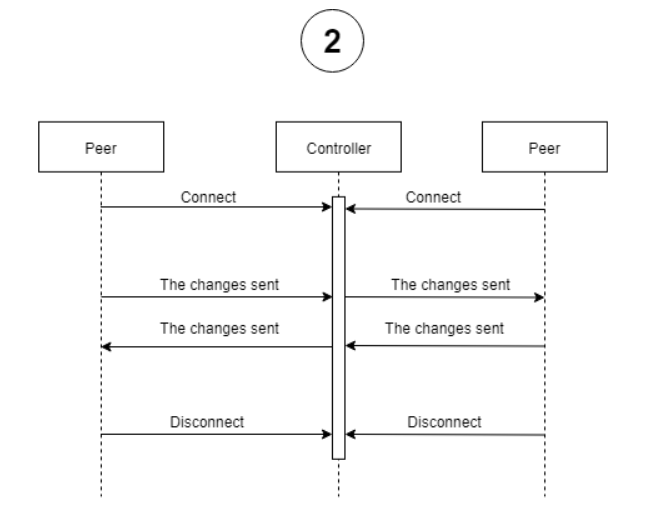 2
Peer
Controller
Peer
Connect
Connect
The changes sent
The changes sent
The changes sent
The changes sent
Disconnect
Disconnect